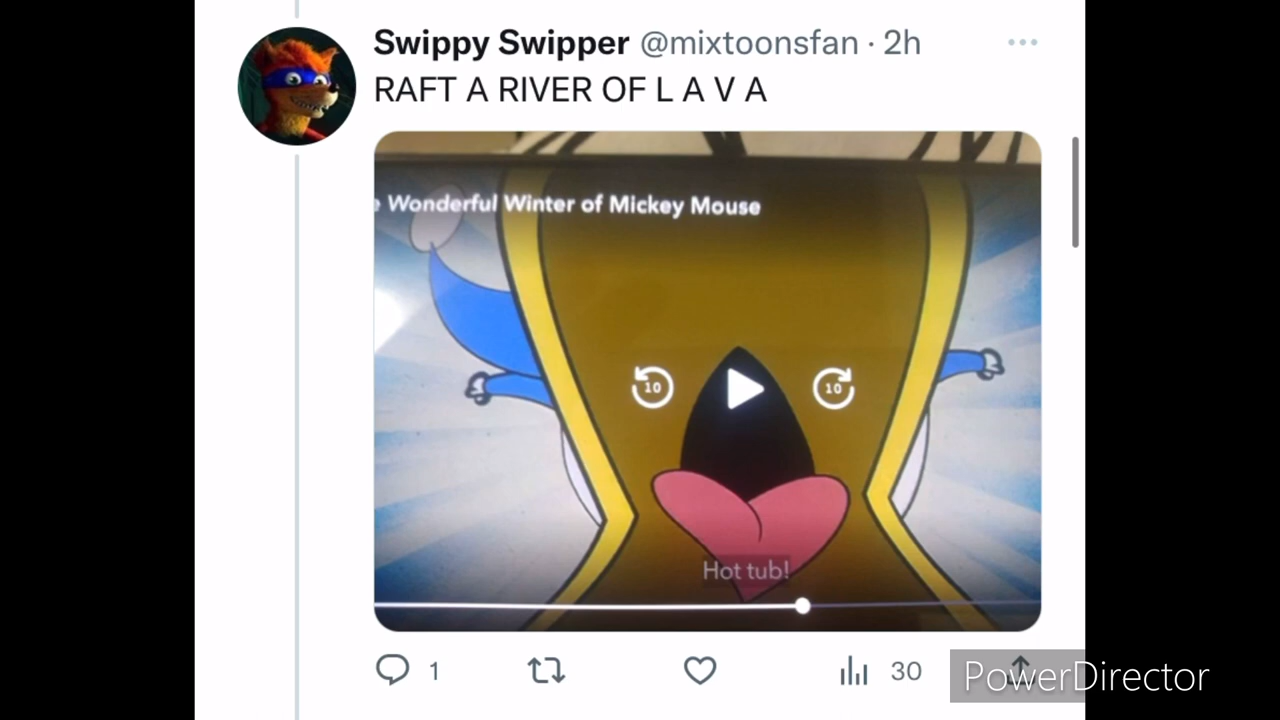 Swippy Swipper @mixtoonsfan · 2h
RAFT A RIVER OF L A V A
e Wonderful Winter of Mickey Mouse
10
10
Hot tub!
1
30
PowerDirector